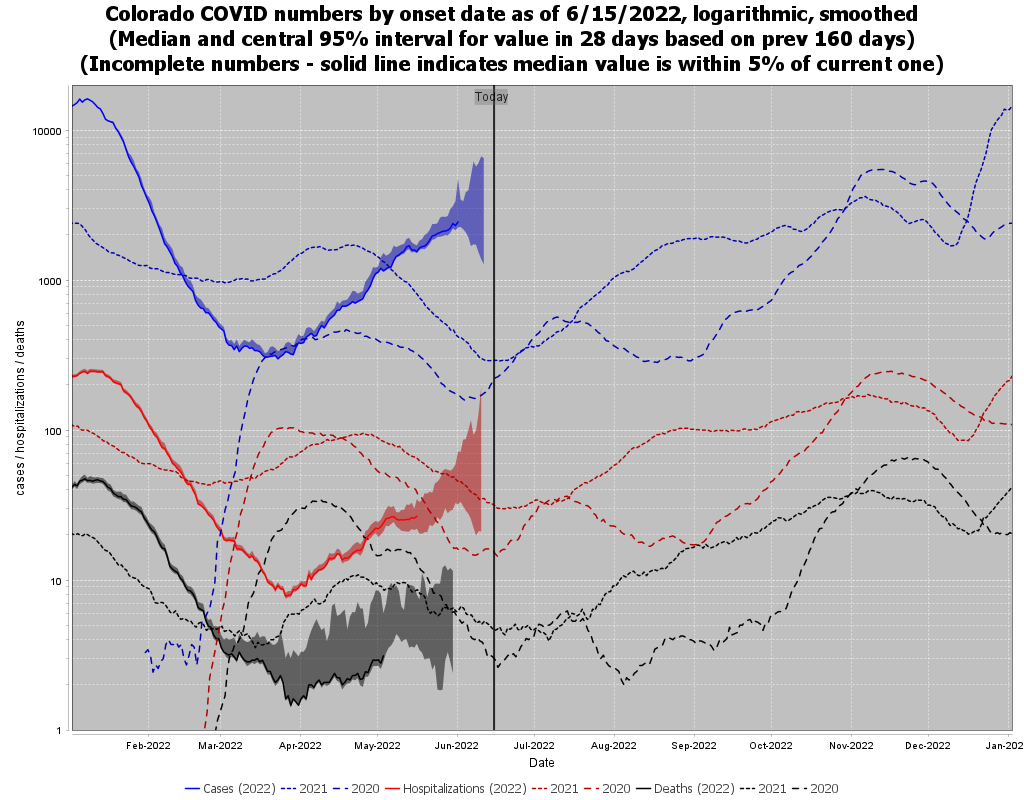 Colorado COVID numbers by onset date as of 6/15/2022, logarithmic, smoothed
(Median and central 95% interval for value in 28 days based on prev 160 days)
(Incomplete numbers - solid line indicates median value is within 5% of current one)
Today
10000
1000
100
10
1
cases / hospitalizations / deaths
Feb-2022 Mar-2022 Apr-2022 May-2022 Jun-2022 Jul-2022 Aug-2022 Sep-2022 Oct-2022 Nov-2022 Dec-2022 Jan-202
Date
Cases (2022) 2021 2020 Hospitalizations (2022) 2021 2020 Deaths (2022) 2021 2020